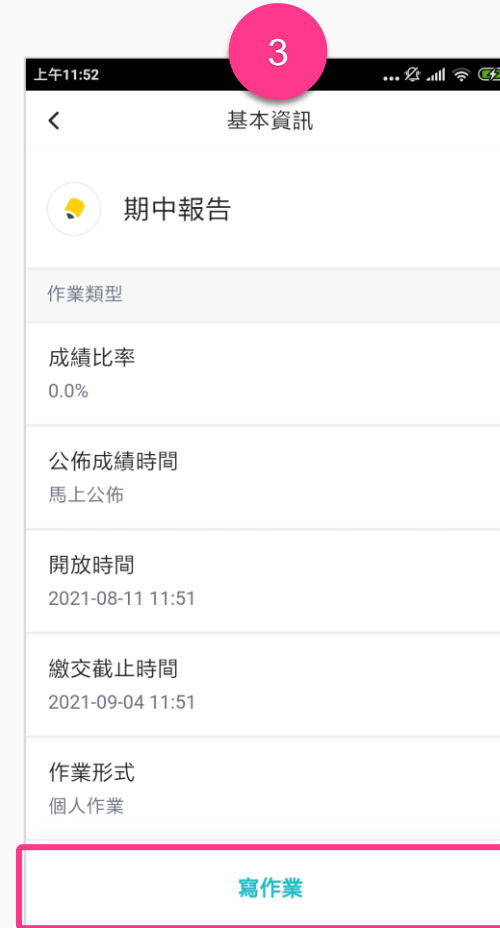 3
上午11:52
...
基本資訊
期中報告
作業類型
成績比率
0.0%
公佈成績時間
馬上公佈
開放時間
2021-08-11 11:51
繳交截止時間
2021-09-04 11:51
作業形式
個人作業
寫作業